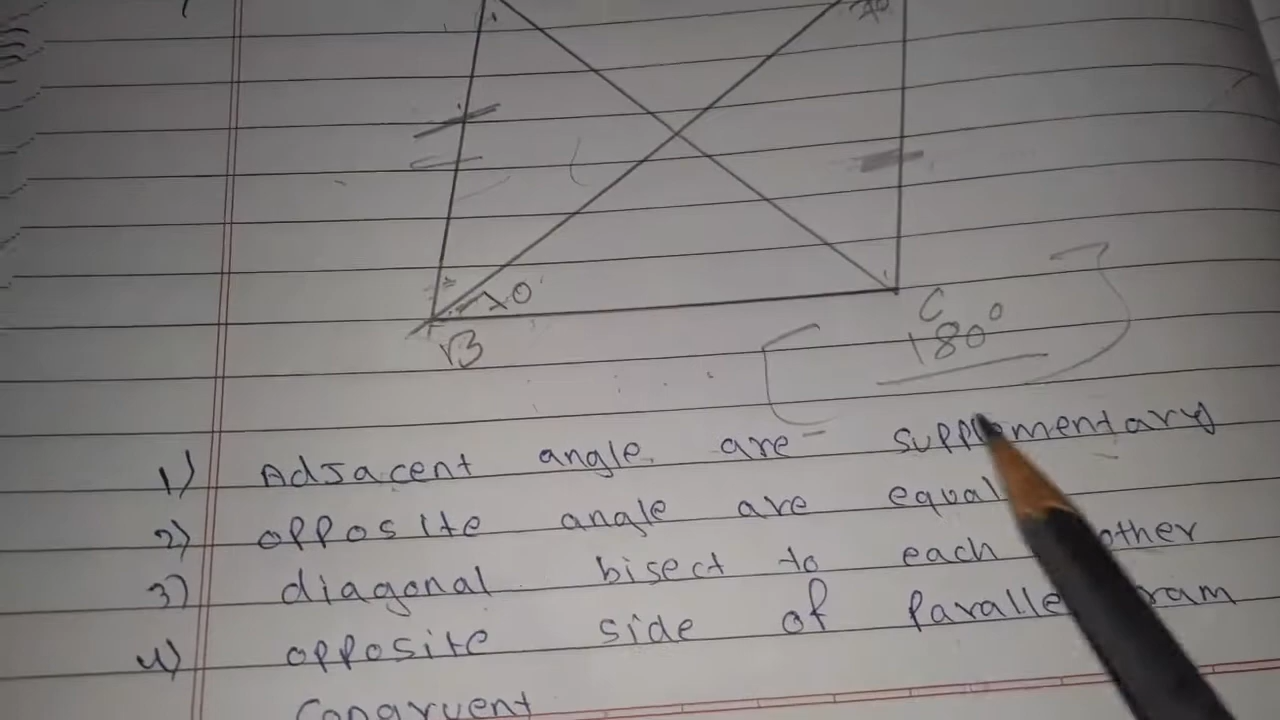 70
B
C
180°
1) Adjacent angle are supplementary
2) opposite angle are equal
3) diagonal bisect to each other
4) opposite side of
Congruent